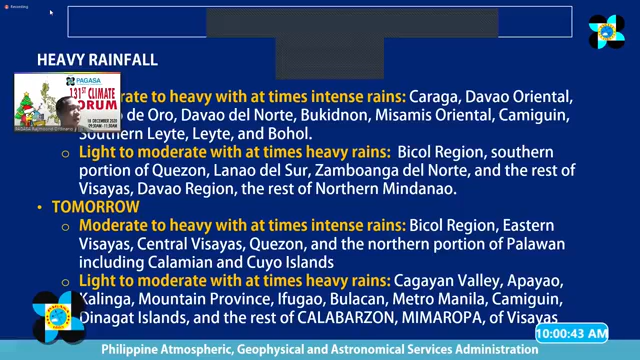 Recording
HEAVY RAINFALL
PAGASA
131ST CLIMATE
FORUM
erate to heavy with at times intense rains: Caraga, Davao Oriental,
de Oro, Davao del Norte, Bukidnon, Misamis Oriental, Camiguin,
Southern Leyte, Leyte, and Bohol.
o Light to moderate with at times heavy rains: Bicol Region, southern
portion of Quezon, Lanao del Sur, Zamboanga del Norte, and the rest of
Visayas, Davao Region, the rest of Northern Mindanao.
• TOMORROW
o Moderate to heavy with at times intense rains: Bicol Region, Eastern
Visayas, Central Visayas, Quezon, and the northern portion of Palawan
including Calamian and Cuyo Islands
o Light to moderate with at times heavy rains: Cagayan Valley, Apayao,
Kalinga, Mountain Province, Ifugao, Bulacan, Metro Manila, Camiguin,
Dinagat Islands, and the rest of CALABARZON, MIMAROPA, of Visayas
10:00:43 AM
Philippine Atmospheric, Geophysical and Astronomical Services Administration